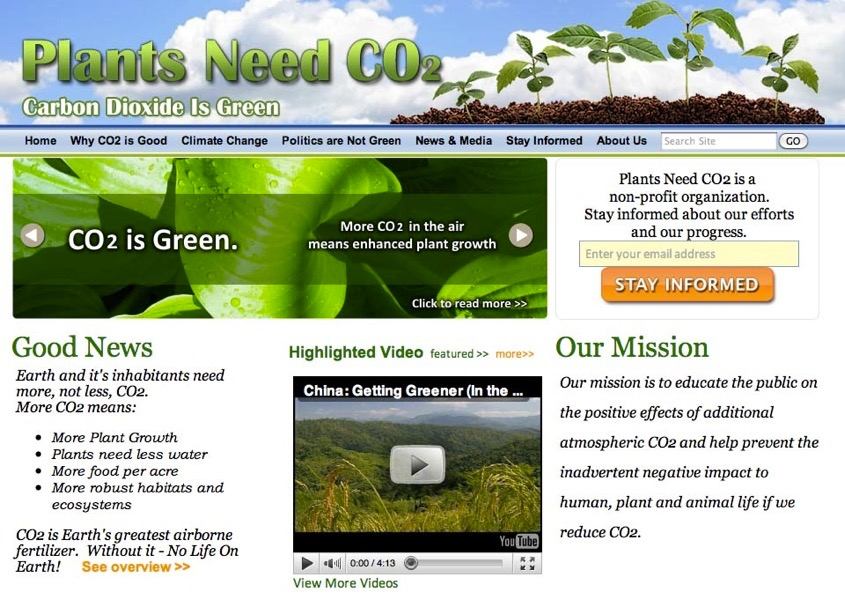 Plants Need CO2
Carbon Dioxide Is Green
Home Why CO2 is Good Climate Change Politics are Not Green News & Media Stay Informed About Us Search Site GO
CO2 is Green.
More CO2 in the air
means enhanced plant growth
Click to read more >>
Plants Need CO2 is a
non-profit organization.
Stay informed about our efforts
and our progress.
Enter your email address
STAY INFORMED
Good News
Earth and it's inhabitants need
more, not less, CO2.
More CO2 means:
• More Plant Growth
• Plants need less water
• More food per acre
• More robust habitats and
ecosystems
CO2 is Earth's greatest airborne
fertilizer. Without it - No Life On
Earth! See overview >>
Highlighted Video featured >> more>>
China: Getting Greener (In the ...
YouTube
0:00 / 4:13
View More Videos
Our Mission
Our mission is to educate the public on
the positive effects of additional
atmospheric CO2 and help prevent the
inadvertent negative impact to
human, plant and animal life if we
reduce CO2.